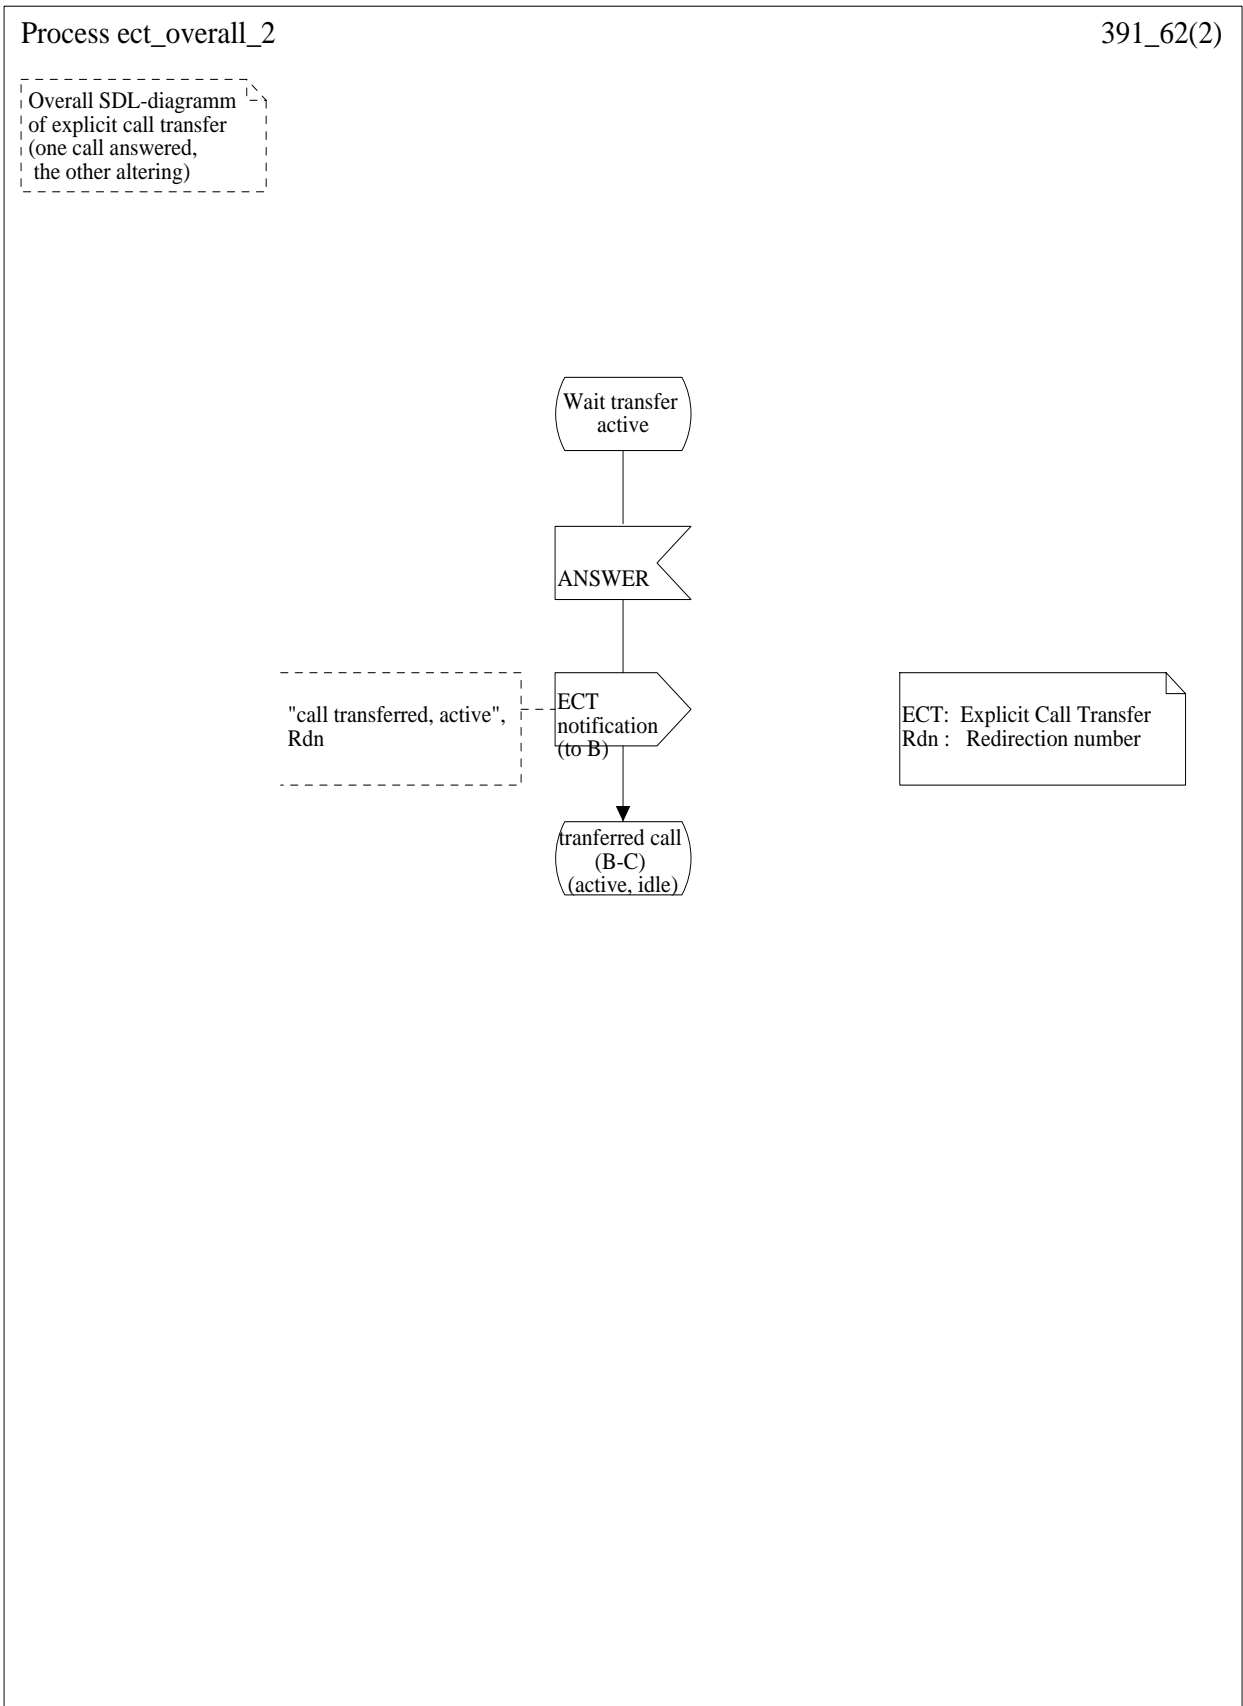 Process ect_overall_2
391_62(2)
Overall SDL-diagramm
of explicit call transfer
(one call answered,
the other altering)
Wait transfer
active
ANSWER
"call transferred, active",
Rdn
ECT
notification
(to B)
ECT: Explicit Call Transfer
Rdn : Redirection number
tranferred call
(B-C)
(active, idle)